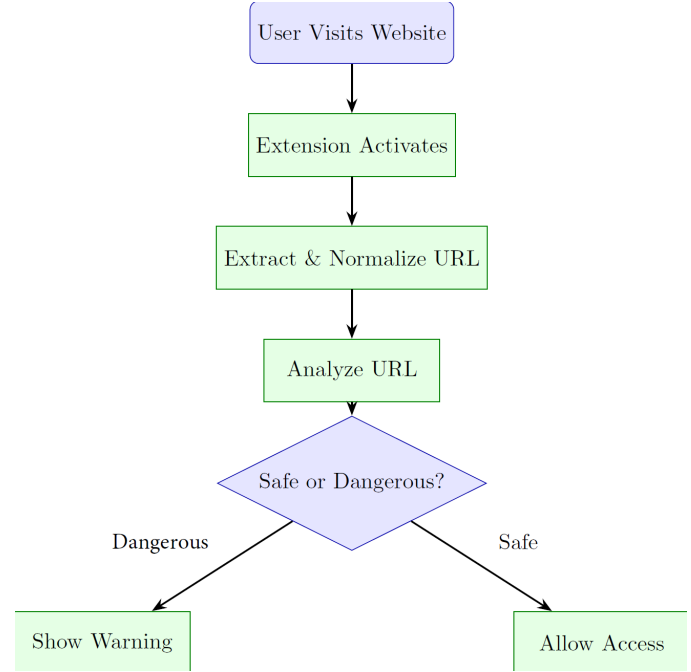 User Visits Website
Extension Activates
Extract & Normalize URL
Analyze URL
Safe or Dangerous?
Dangerous
Safe
Show Warning
Allow Access